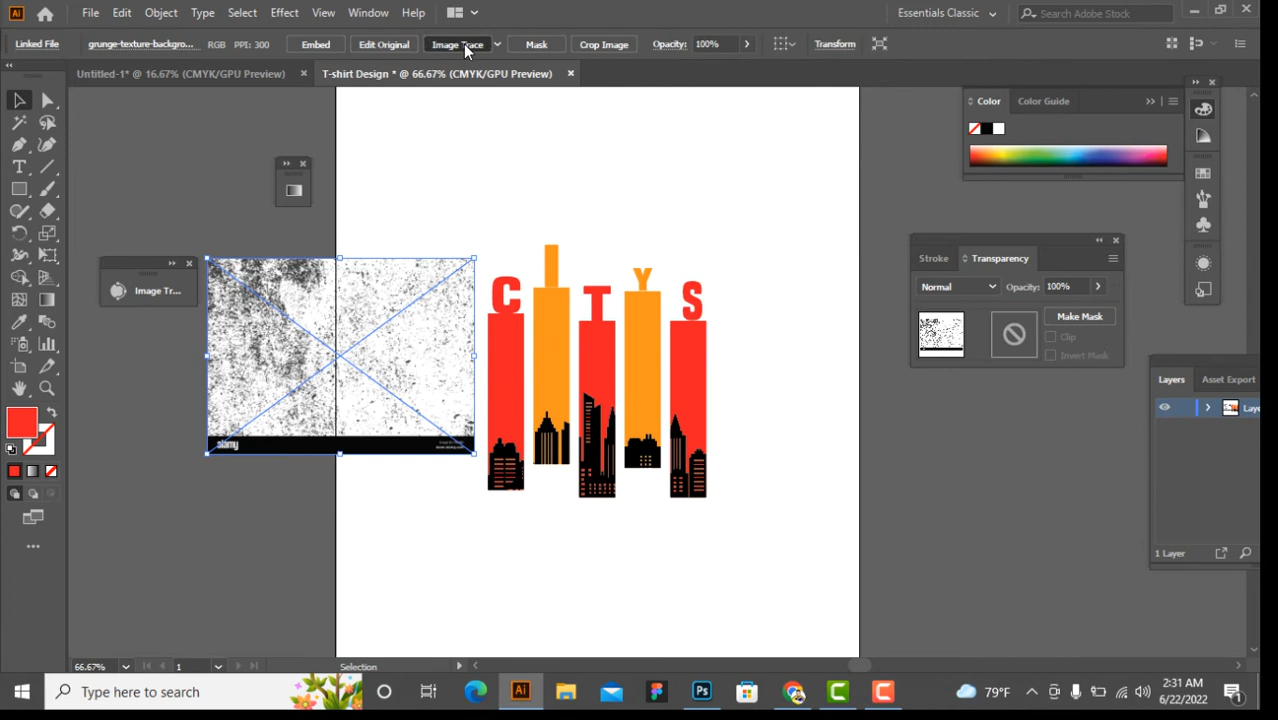 Ai File Edit Object Type Select Effect View Window Help Essentials Classic Search Adobe Stock
Linked File grunge-texture-backgro... RGB PPI: 300 Embed Edit Original Image Trace Mask Crop Image Opacity: 100% Transform
Untitled-1* @ 16.67% (CMYK/GPU Preview) × T-shirt Design * @ 66.67% (CMYK/GPU Preview) ×
Color Color Guide
Image Tr...
C I T Y S
alamy
Stroke Transparency
Normal Opacity: 100%
Make Mask
Clip
Invert Mask
Layers Asset Export
Laye
1 Layer
66.67% 1 Selection
Type here to search Ai Ps 79°F 2:31 AM
6/22/2022